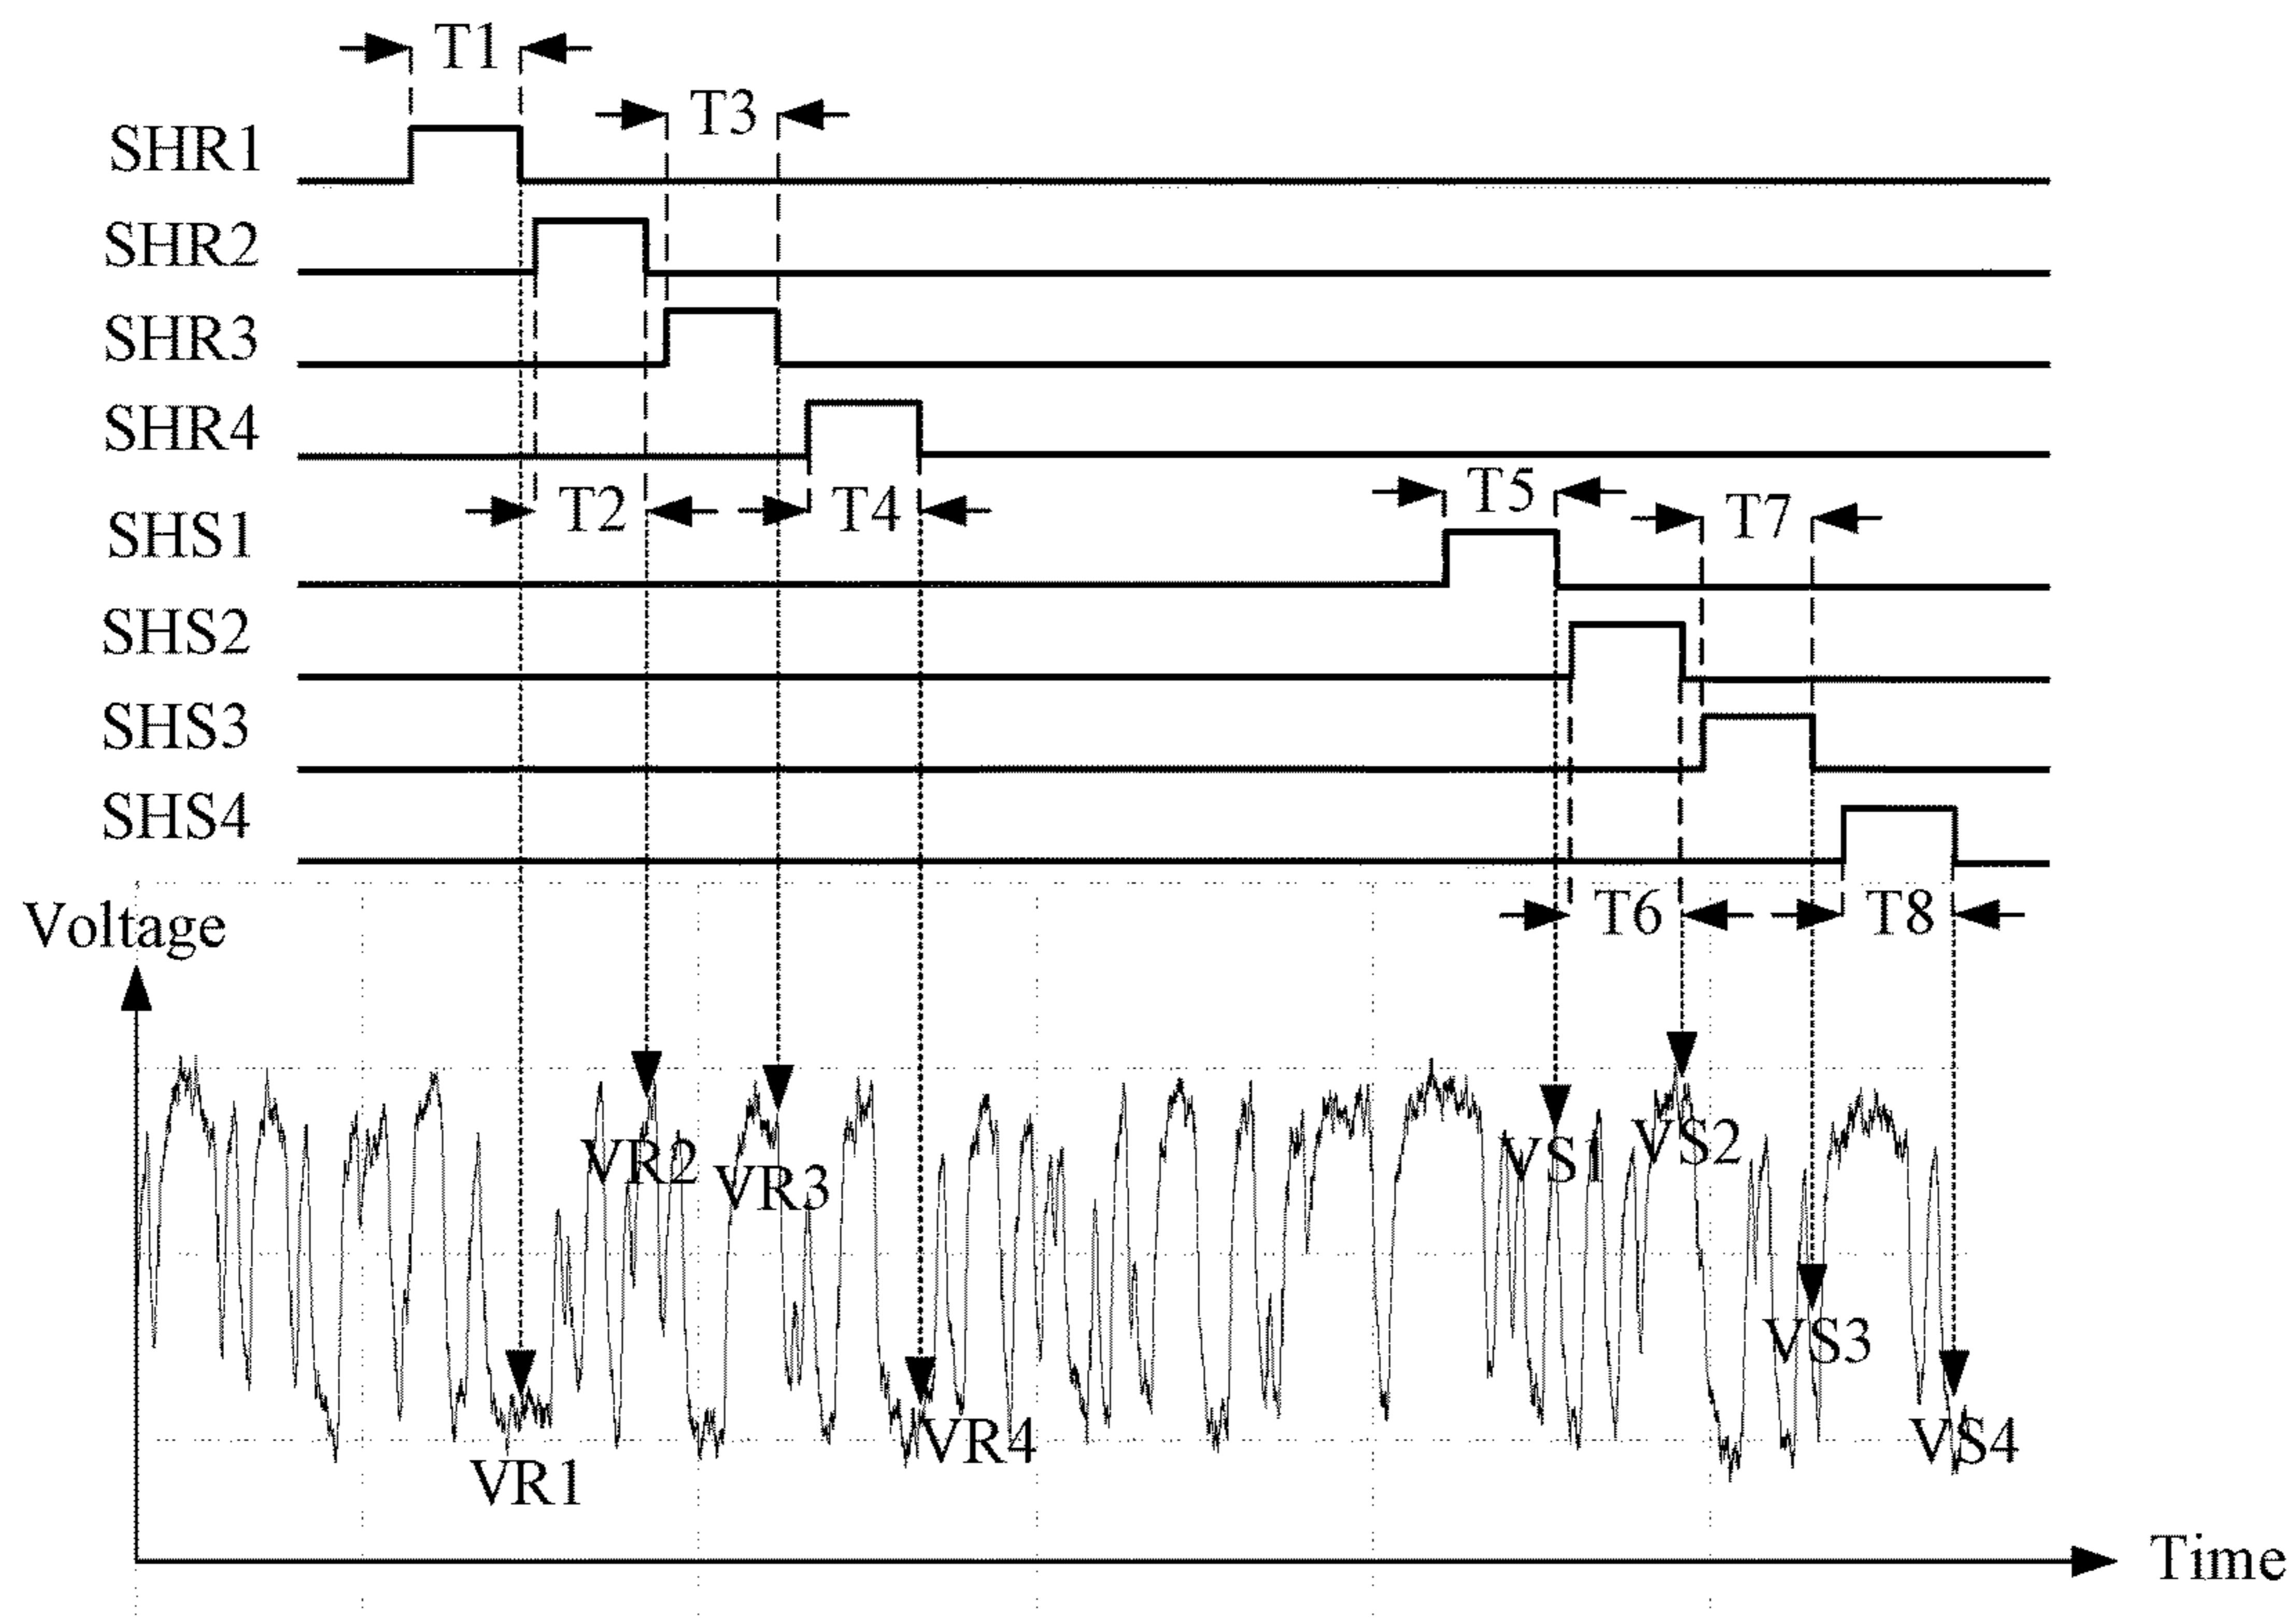 T1
T3
SHR1
SHR2
SHR3
SHR4
T2
T4
T5
T7
SHS1
SHS2
SHS3
SHS4
T6
T8
Voltage
VR2
VR3
VS1
VS2
VS3
VR4
VS4
VR1
Time